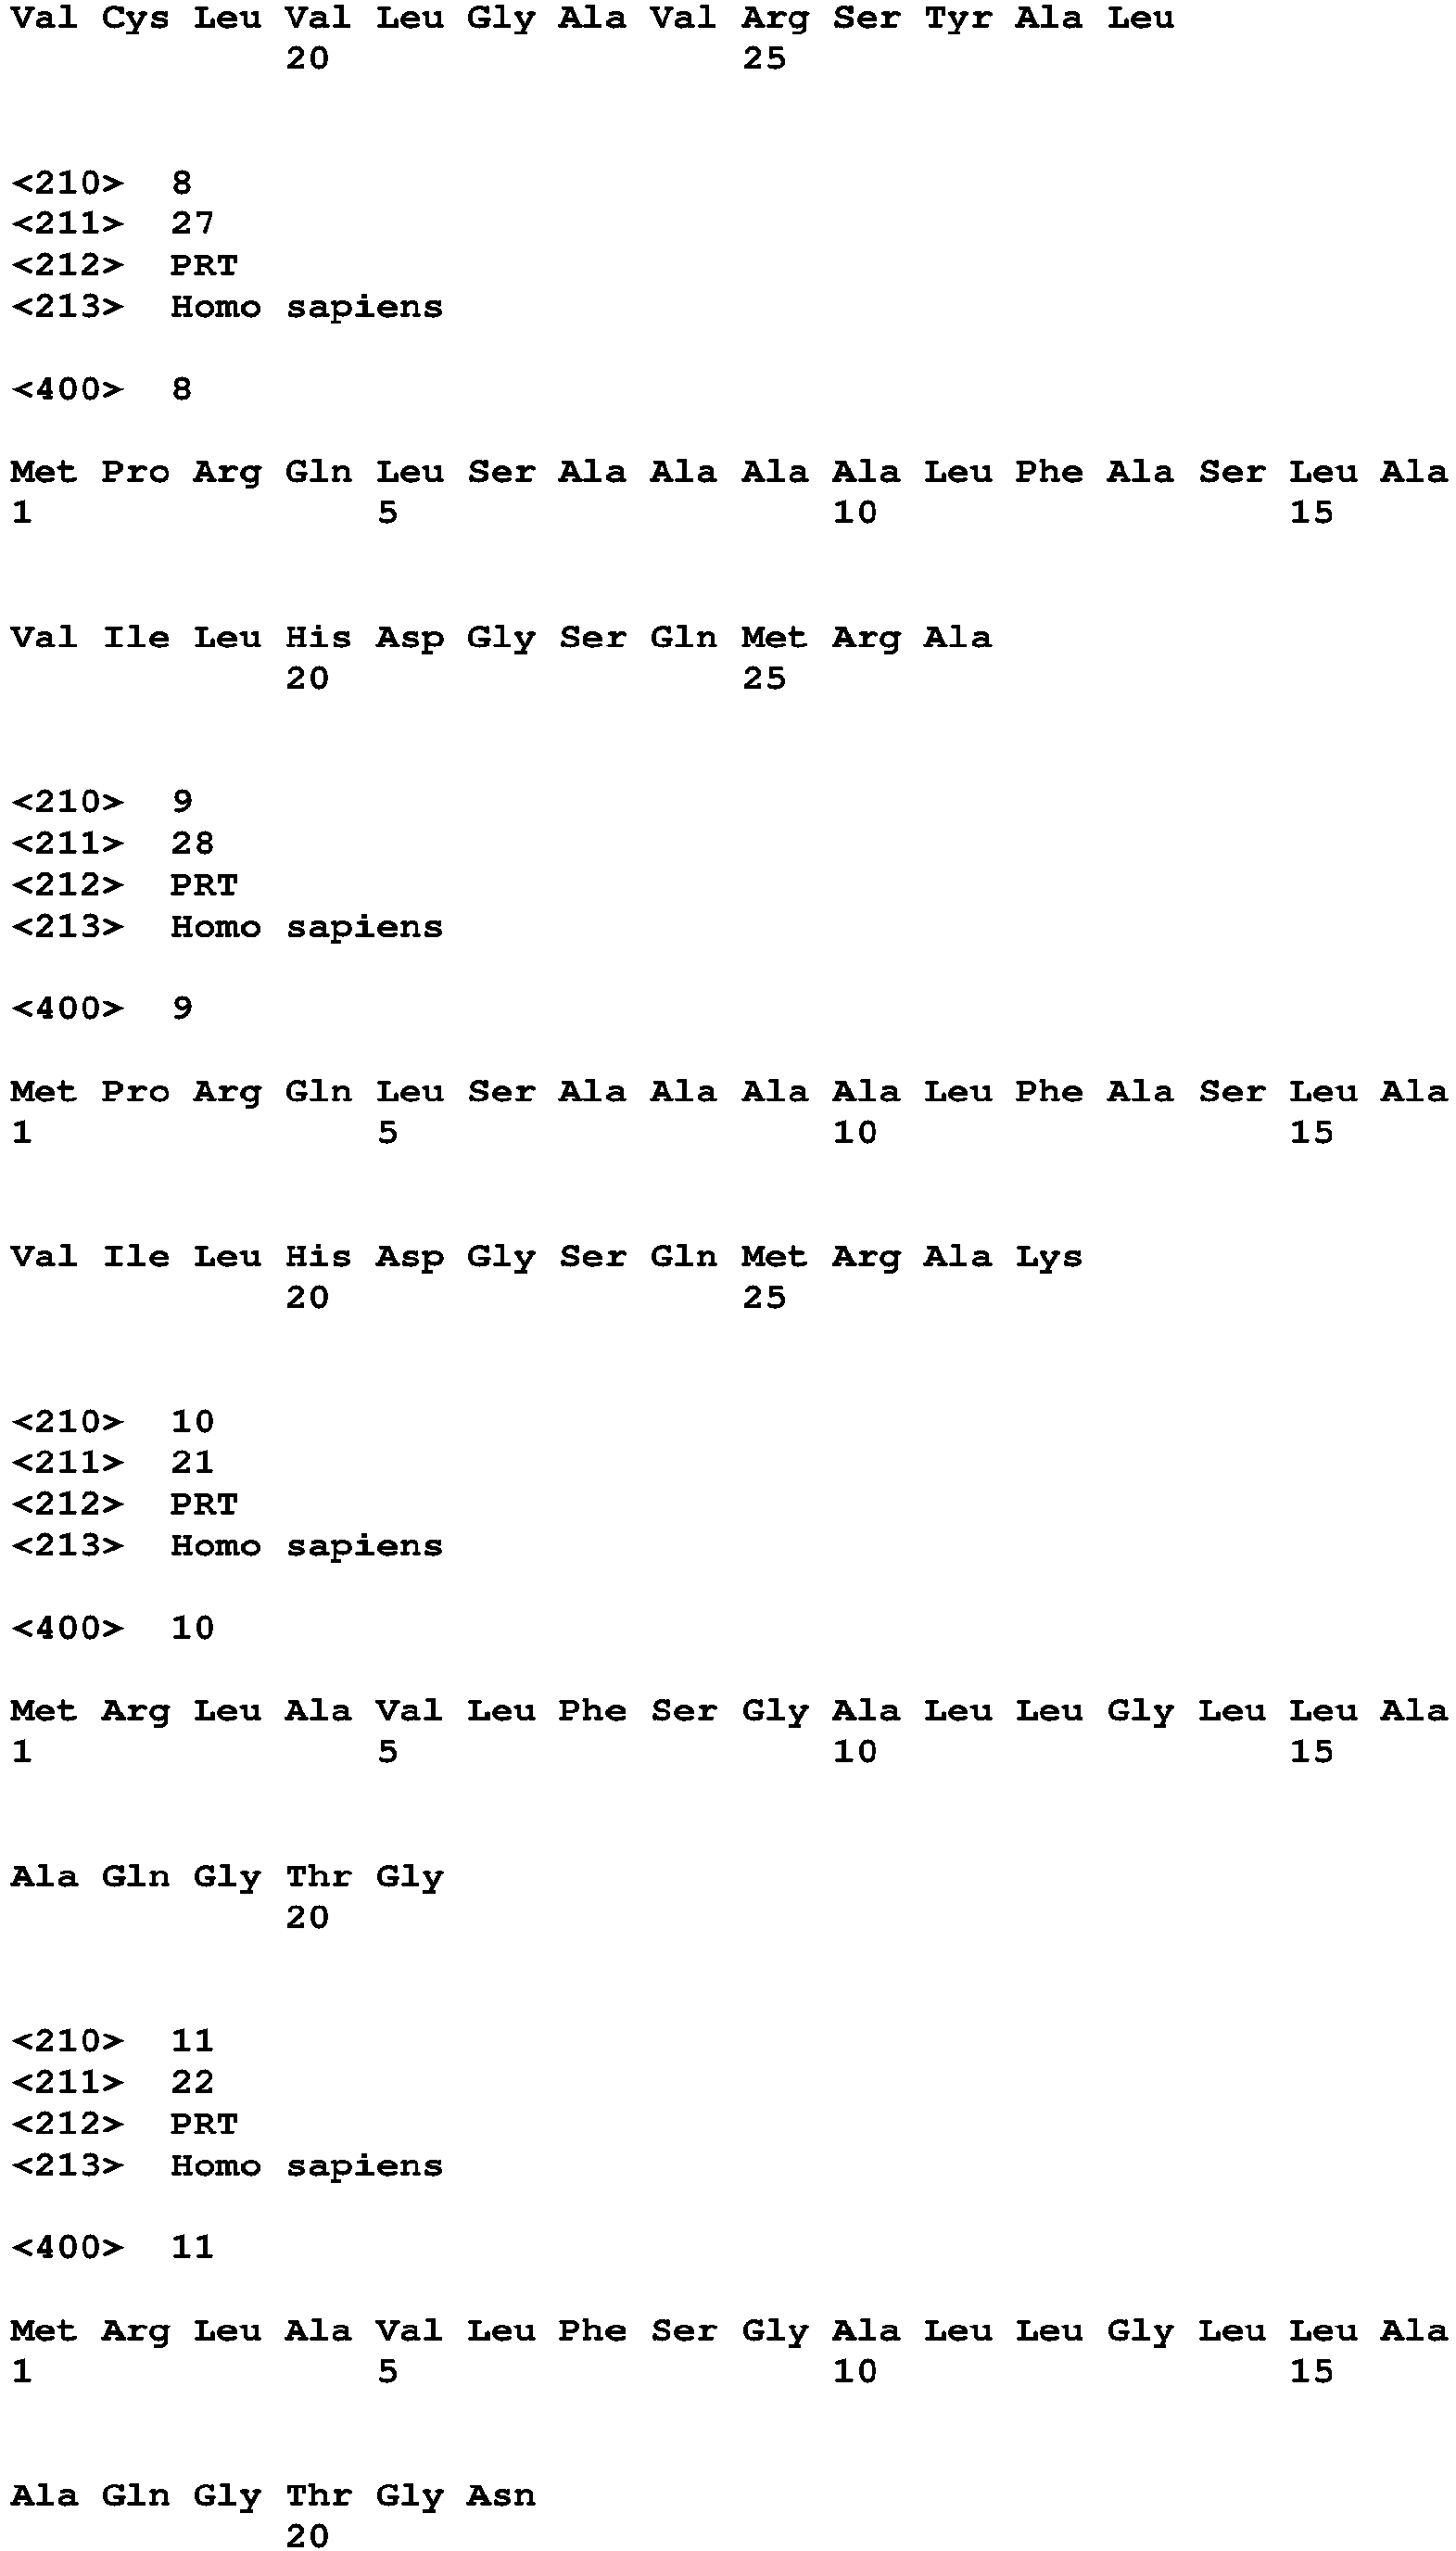 Val Cys Leu Val Leu Gly Ala Val Arg Ser Tyr Ala Leu
20 25
<210> 8
<211> 27
<212> PRT
<213> Homo sapiens
<400> 8
Met Pro Arg Gln Leu Ser Ala Ala Ala Ala Leu Phe Ala Ser Leu Ala
1 5 10 15
Val Ile Leu His Asp Gly Ser Gln Met Arg Ala
20 25
<210> 9
<211> 28
<212> PRT
<213> Homo sapiens
<400> 9
Met Pro Arg Gln Leu Ser Ala Ala Ala Ala Leu Phe Ala Ser Leu Ala
1 5 10 15
Val Ile Leu His Asp Gly Ser Gln Met Arg Ala Lys
20 25
<210> 10
<211> 21
<212> PRT
<213> Homo sapiens
<400> 10
Met Arg Leu Ala Val Leu Phe Ser Gly Ala Leu Leu Gly Leu Leu Ala
1 5 10 15
Ala Gln Gly Thr Gly
20
<210> 11
<211> 22
<212> PRT
<213> Homo sapiens
<400> 11
Met Arg Leu Ala Val Leu Phe Ser Gly Ala Leu Leu Gly Leu Leu Ala
1 5 10 15
Ala Gln Gly Thr Gly Asn
20